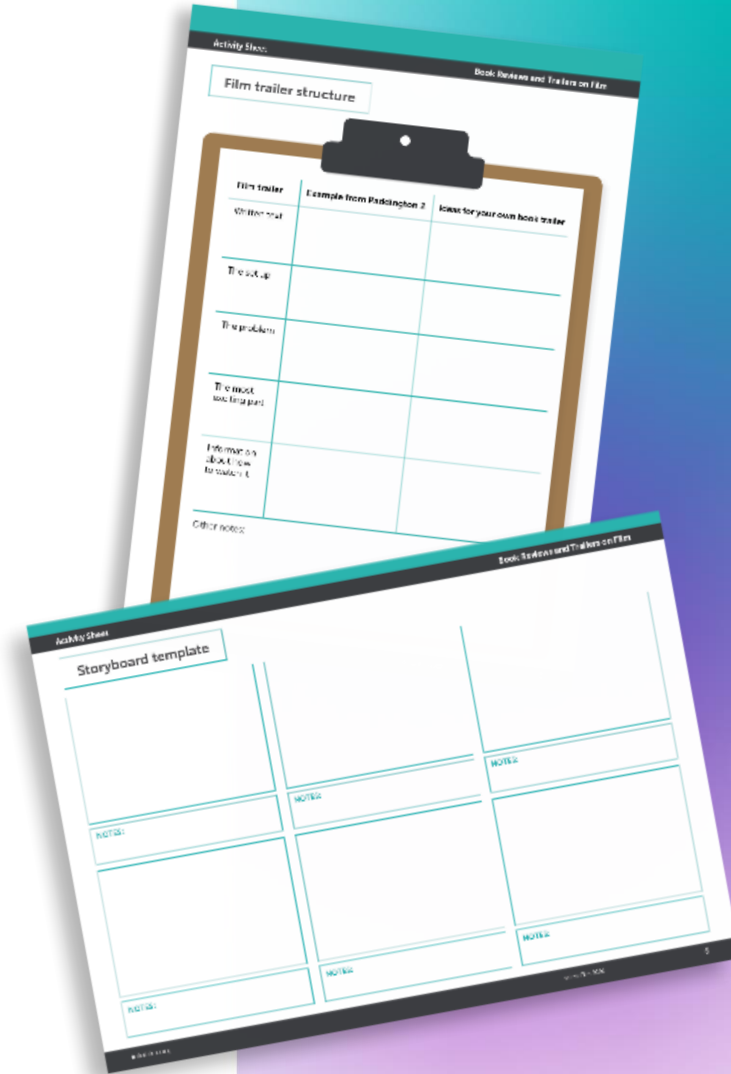 Activity Sheet
Book Reviews and Trailers on Film
Film trailer structure
Film trailer
Example from Paddington 2
Ideas for your own book trailer
Written text
The set up
The problem
The most
exciting part
Information
about how
to watch it
Other notes:
Book Reviews and Trailers on Film
Activity Sheet
Storyboard template
NOTES:
NOTES:
NOTES:
NOTES:
NOTES:
NOTES: